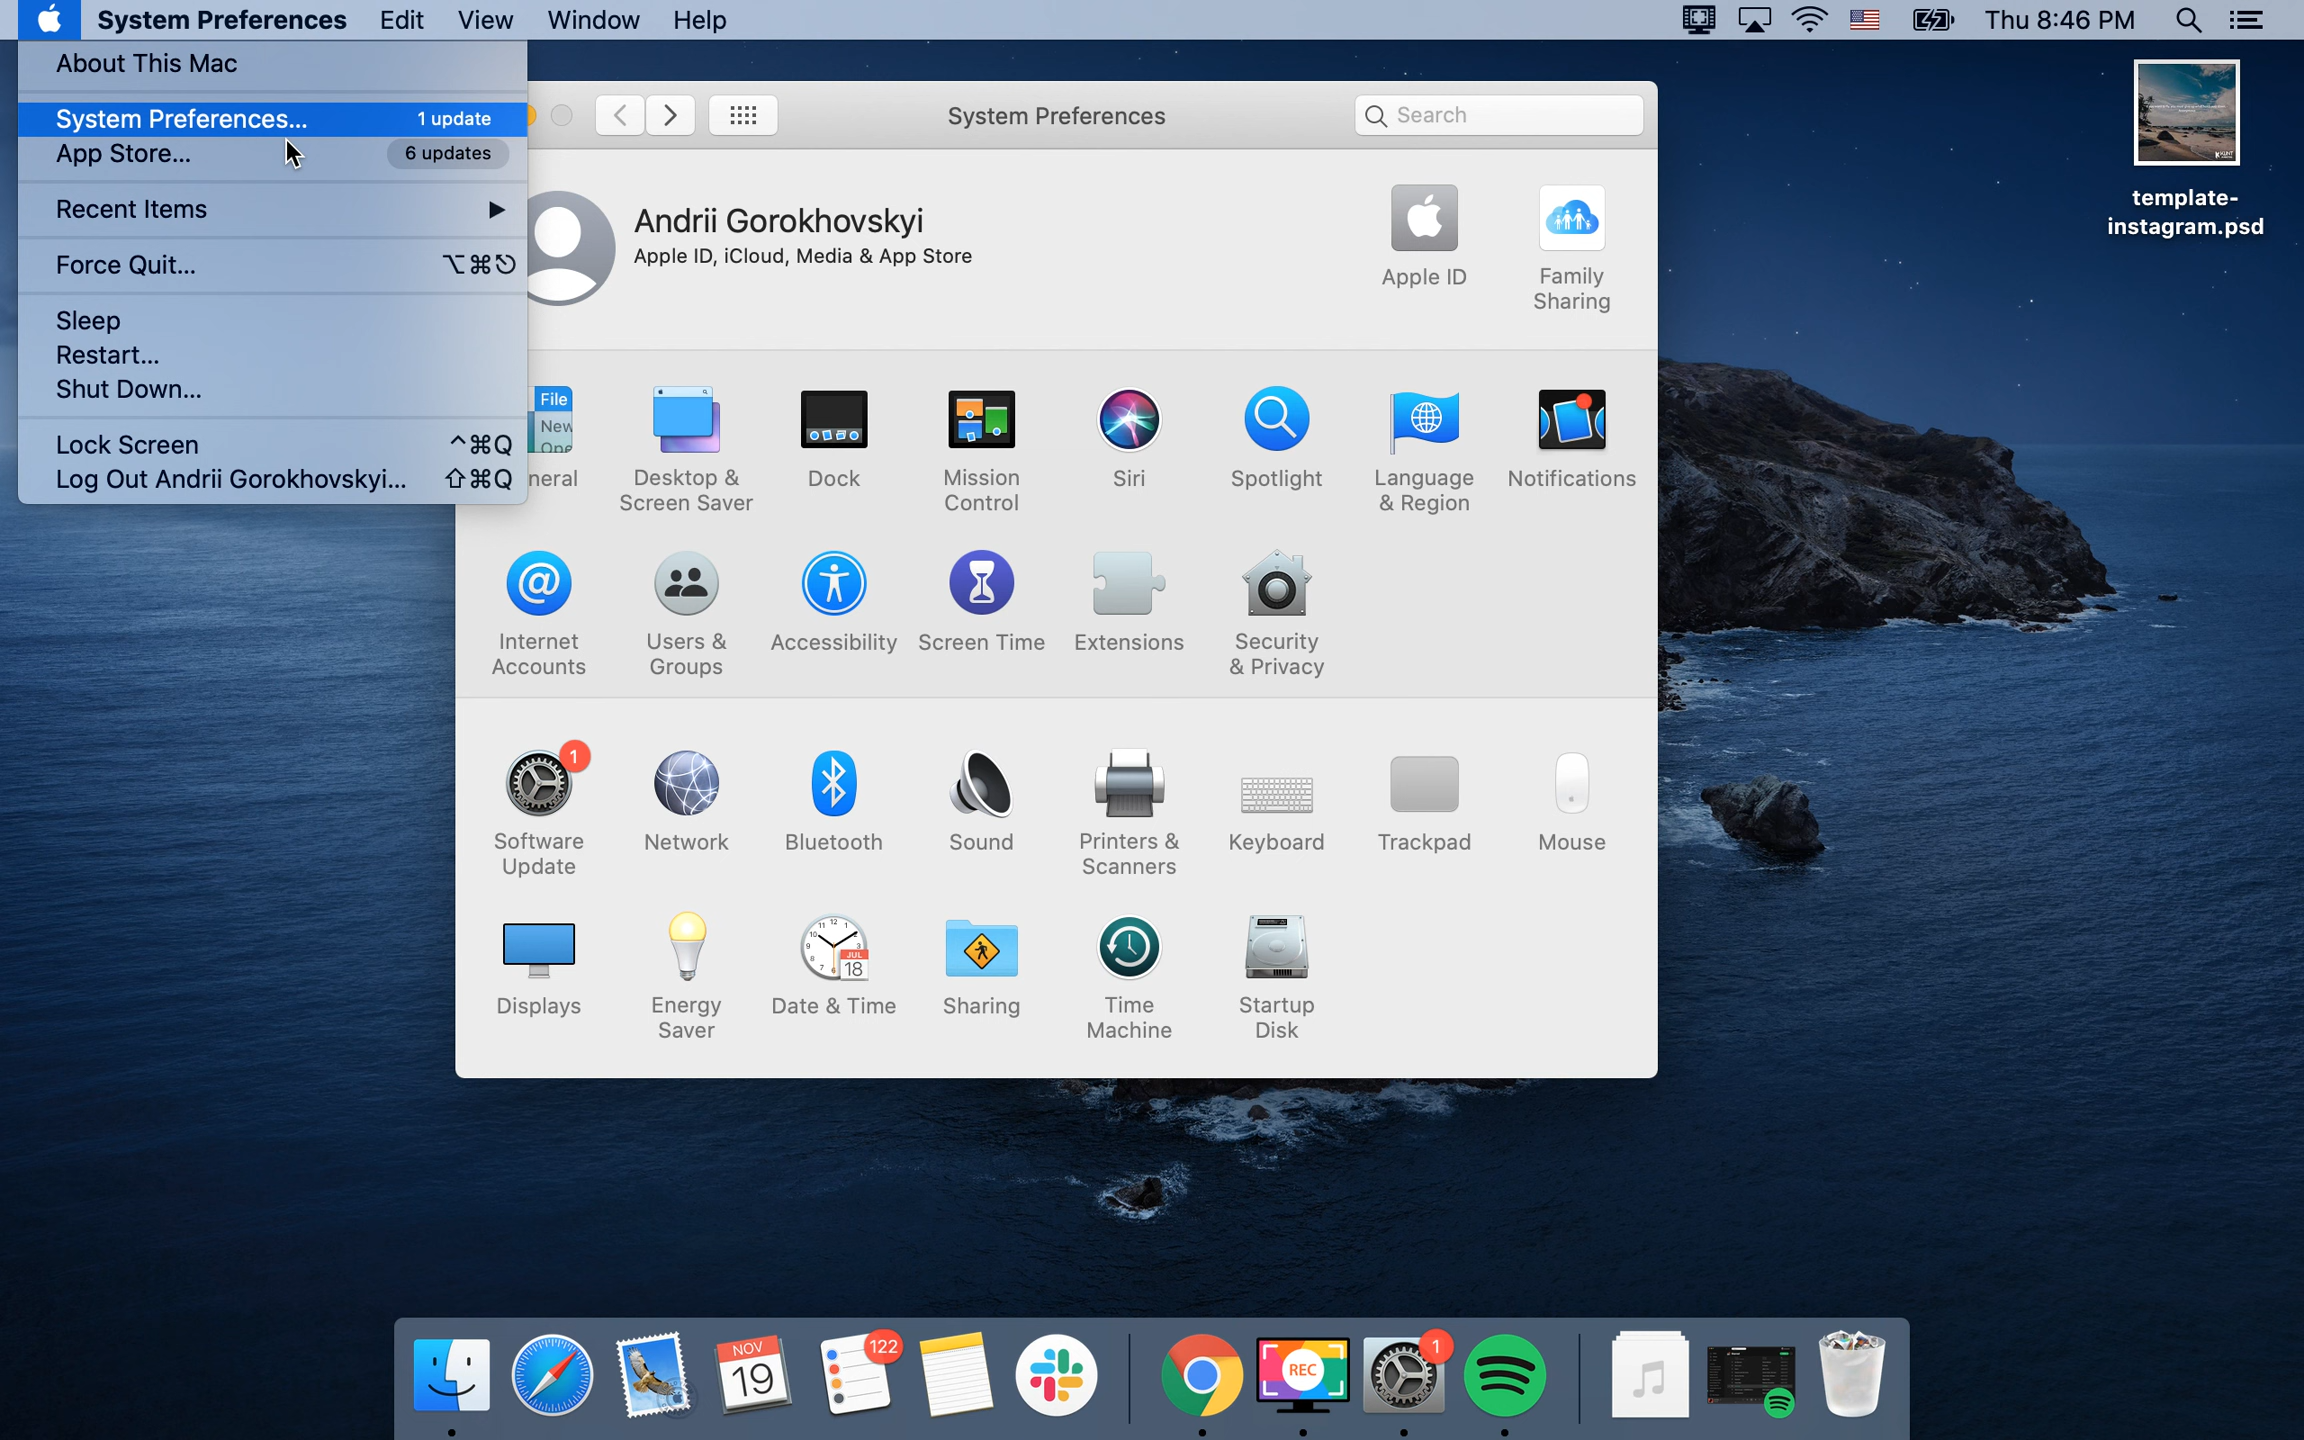 System Preferences Edit View Window Help
Thu 8:46 PM
About This Mac
System Preferences... 1 update
App Store... 6 updates
Recent Items ▶
Force Quit... ⌥⌘⎋
Sleep
Restart...
Shut Down...
Lock Screen ^⌘Q
Log Out Andrii Gorokhovskyi... ⇧⌘Q
System Preferences
Search
Andrii Gorokhovskyi
Apple ID, iCloud, Media & App Store
Apple ID
Family
Sharing
File
New
Ope
neral
Desktop &
Screen Saver
Dock
Mission
Control
Siri
Spotlight
Language
& Region
Notifications
@
Internet
Accounts
Users &
Groups
Accessibility
Screen Time
Extensions
Security
& Privacy
1
Software
Update
Network
Bluetooth
Sound
Printers &
Scanners
Keyboard
Trackpad
Mouse
Displays
Energy
Saver
JUL
18
Date & Time
Sharing
Time
Machine
Startup
Disk
template-
instagram.psd
NOV
19
122
REC
1